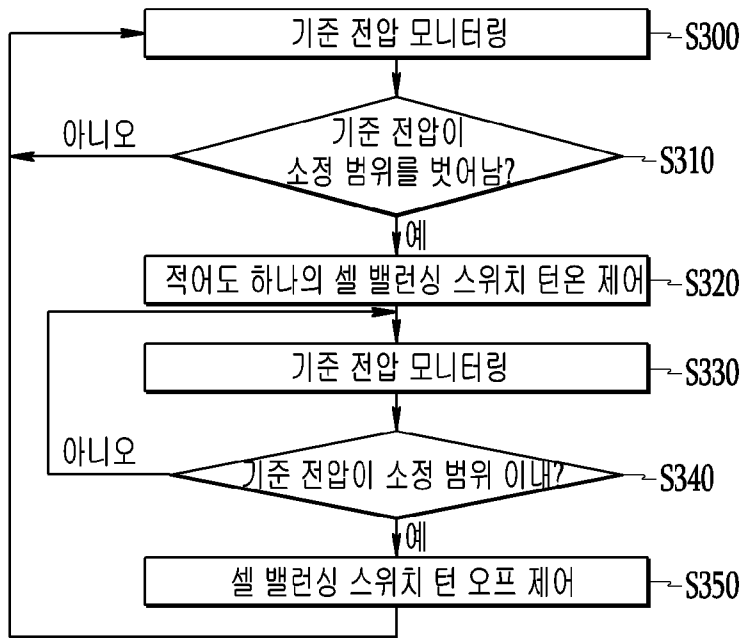 기준 전압 모니터링
S300
아니오
기준 전압이
소정 범위를 벗어남?
S310
예
적어도 하나의 셀 밸런싱 스위치 턴온 제어
S320
기준 전압 모니터링
S330
아니오
기준 전압이 소정 범위 이내?
S340
예
셀 밸런싱 스위치 턴 오프 제어
S350